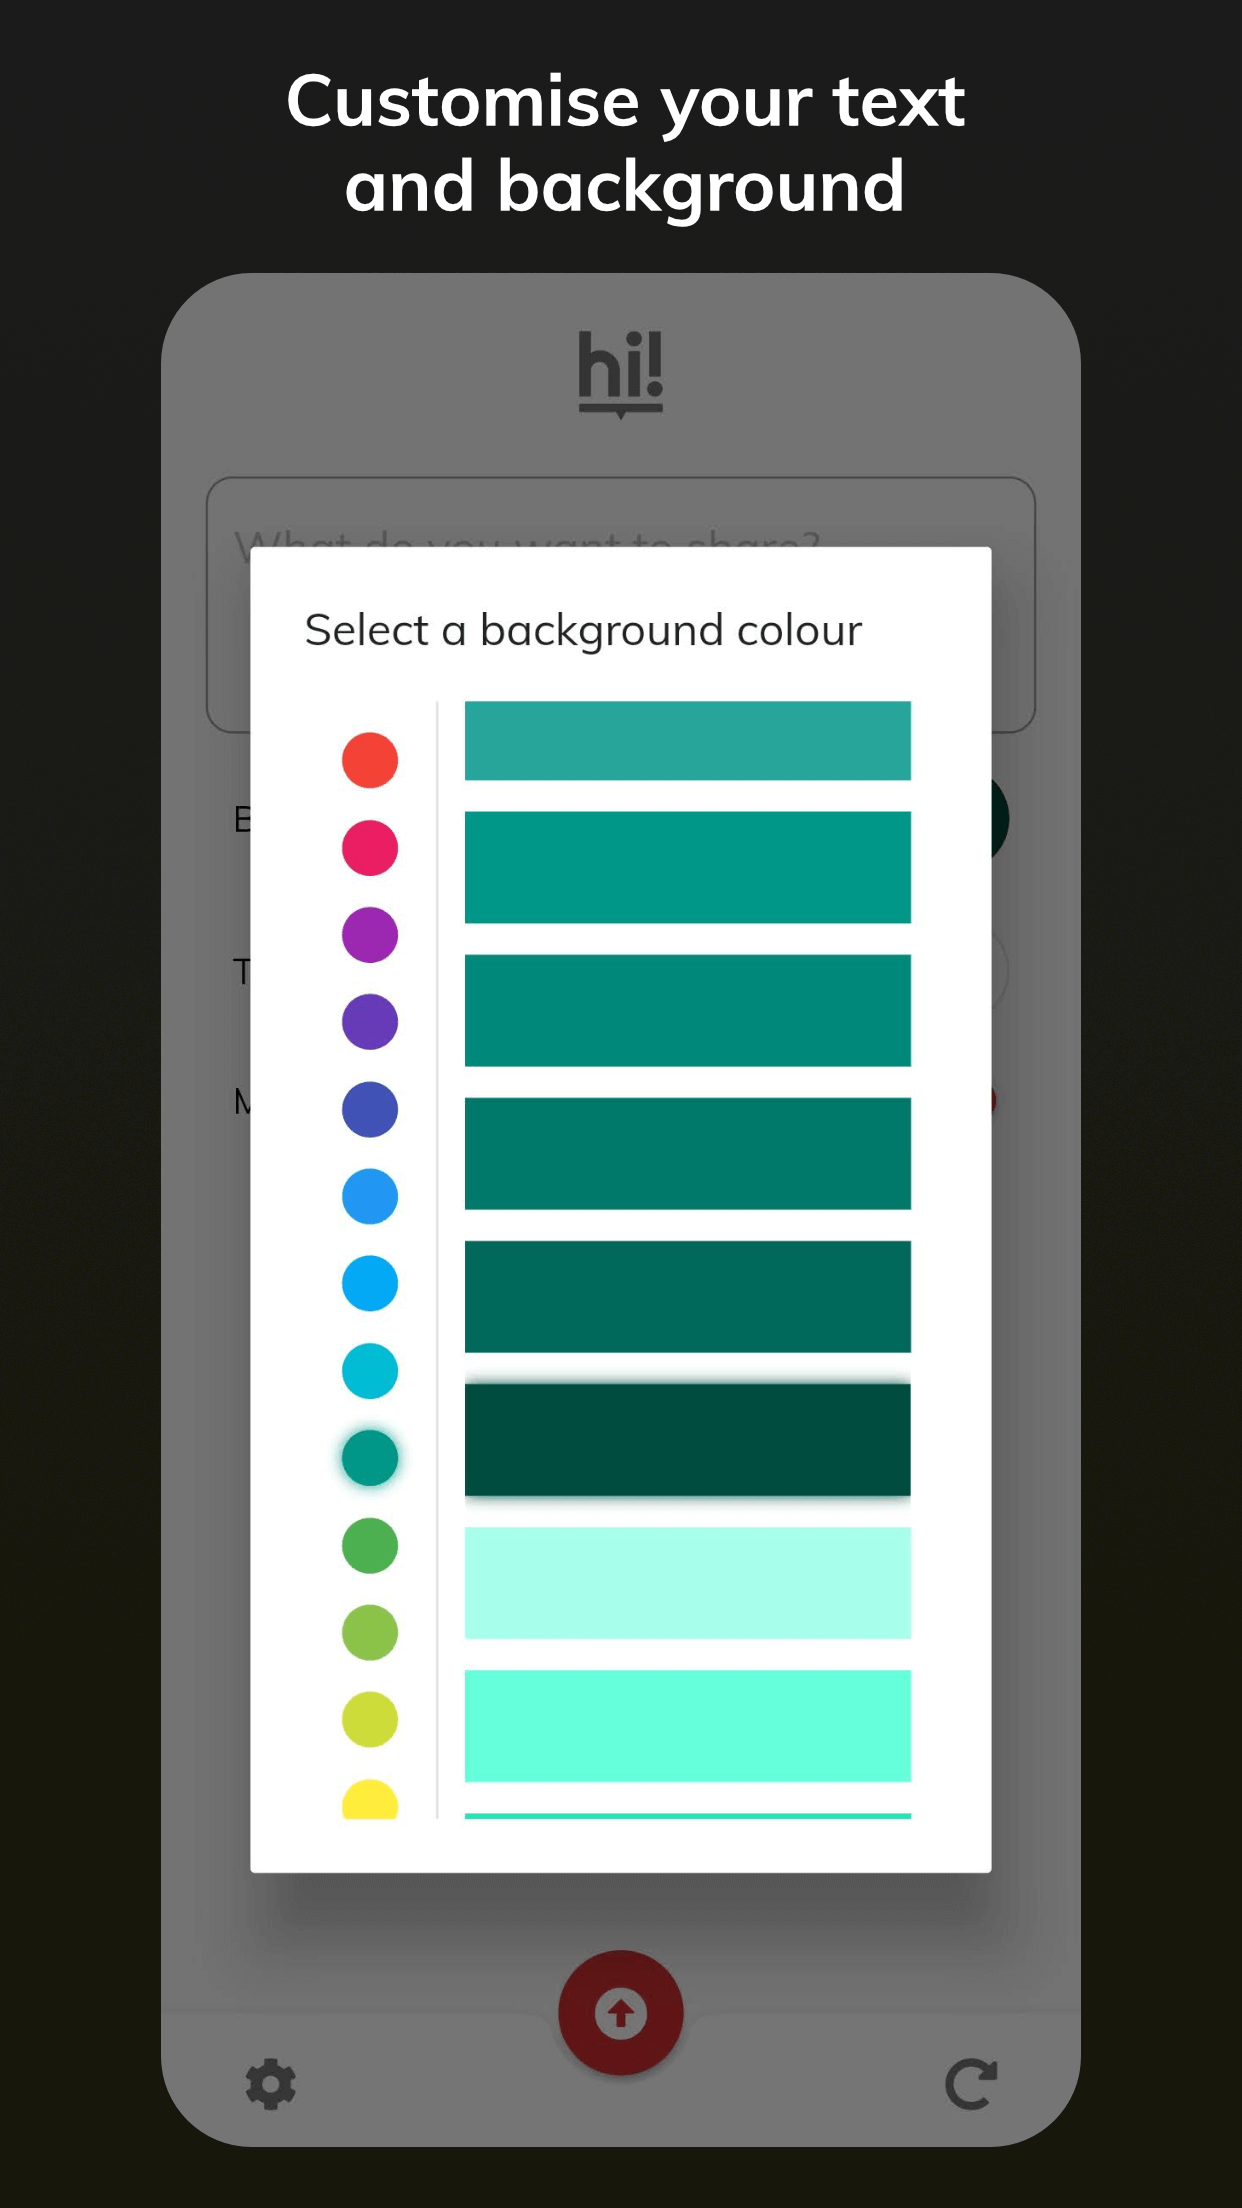 Customise your text
and background
hi!
What do you want to share?
Select a background colour
B
T
M